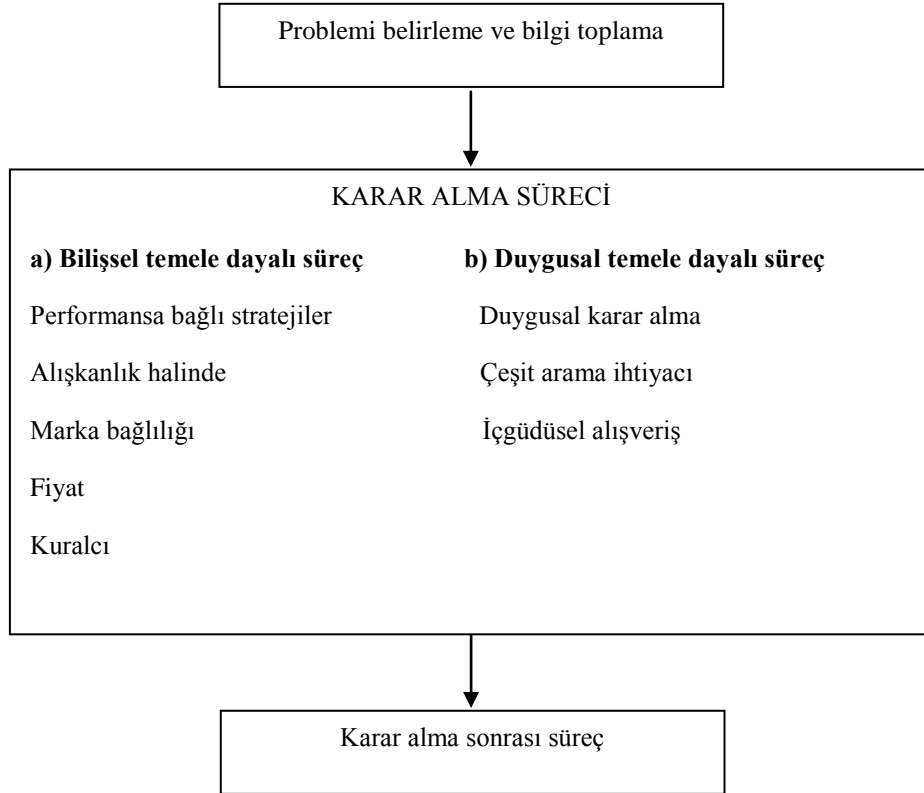 Problemi belirleme ve bilgi toplama
KARAR ALMA SÜRECİ
a) Bilişsel temele dayalı süreç
Performansa bağlı stratejiler
Alışkanlık halinde
Marka bağlılığı
Fiyat
Kuralcı
b) Duygusal temele dayalı süreç
Duygusal karar alma
Çeşit arama ihtiyacı
İçgüdüsel alışveriş
Karar alma sonrası süreç